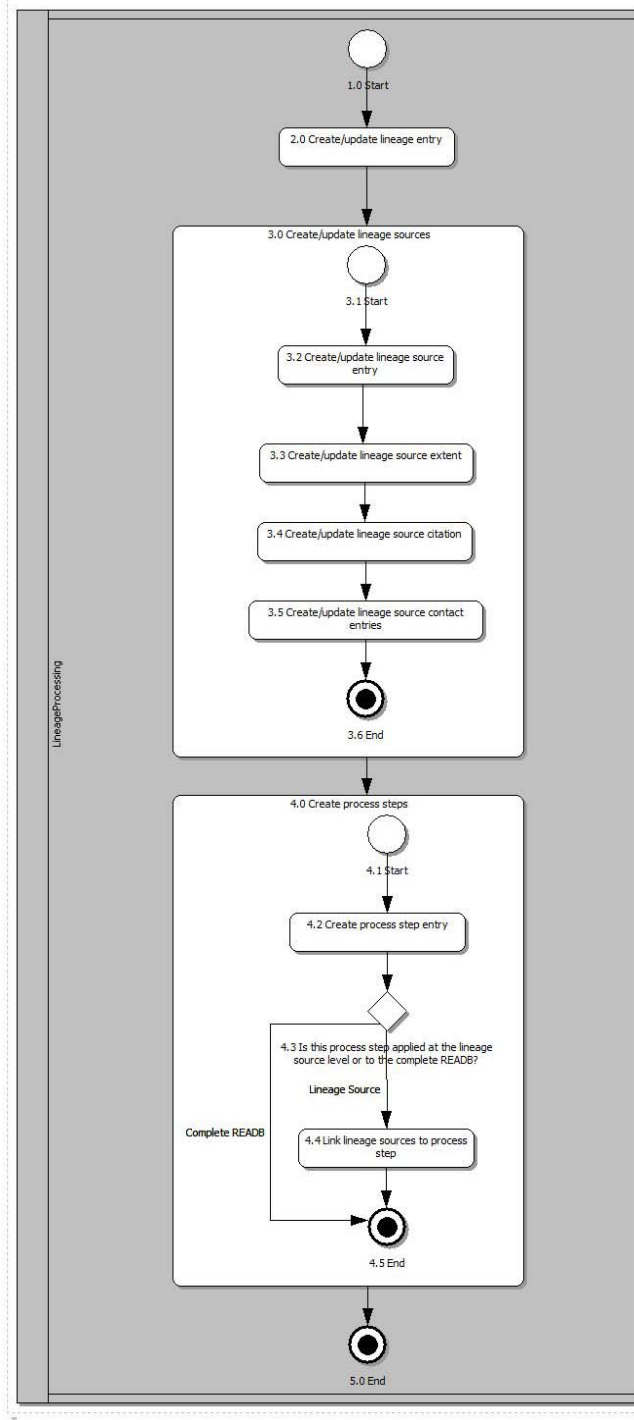 1.0 Start
2.0 Create/update lineage entry
3.0 Create/update lineage sources
3.1 Start
3.2 Create/update lineage source
entry
3.3 Create/update lineage source extent
3.4 Create/update lineage source citation
3.5 Create/update lineage source contact
entries
3.6 End
LineageProcessing
4.0 Create process steps
4.1 Start
4.2 Create process step entry
4.3 Is this process step applied at the lineage
source level or to the complete READB?
Lineage Source
Complete READB
4.4 Link lineage sources to process
step
4.5 End
5.0 End